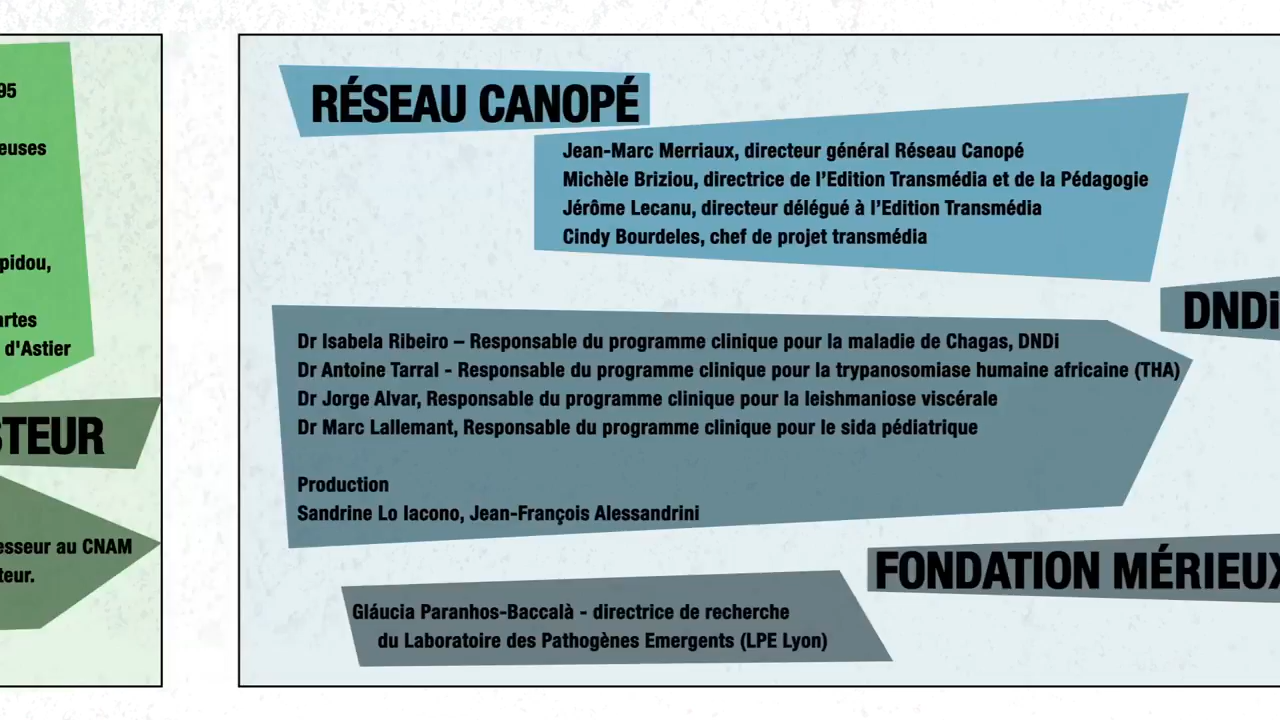 95
euses
pidou,
artes
d'Astier
STEUR
esseur au CNAM
teur.
RÉSEAU CANOPÉ
Jean-Marc Merriaux, directeur général Réseau Canopé
Michèle Briziou, directrice de l'Edition Transmédia et de la Pédagogie
Jérôme Lecanu, directeur délégué à l'Edition Transmédia
Cindy Bourdeles, chef de projet transmédia
DNDi
Dr Isabela Ribeiro – Responsable du programme clinique pour la maladie de Chagas, DNDi
Dr Antoine Tarral - Responsable du programme clinique pour la trypanosomiase humaine africaine (THA)
Dr Jorge Alvar, Responsable du programme clinique pour la leishmaniose viscérale
Dr Marc Lallemant, Responsable du programme clinique pour le sida pédiatrique
Production
Sandrine Lo Iacono, Jean-François Alessandrini
FONDATION MÉRIEUX
Gláucia Paranhos-Baccalà - directrice de recherche
du Laboratoire des Pathogènes Emergents (LPE Lyon)